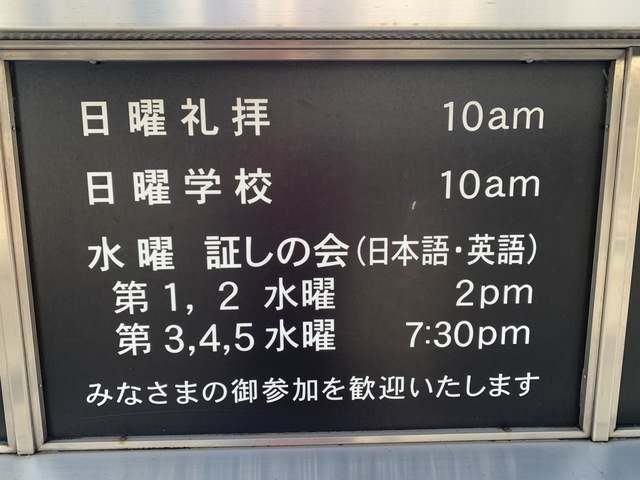 日曜礼拝 10am
日曜学校 10am
水曜 証しの会(日本語・英語)
第1, 2 水曜 2pm
第3,4,5水曜 7:30pm
みなさまの御参加を歓迎いたします